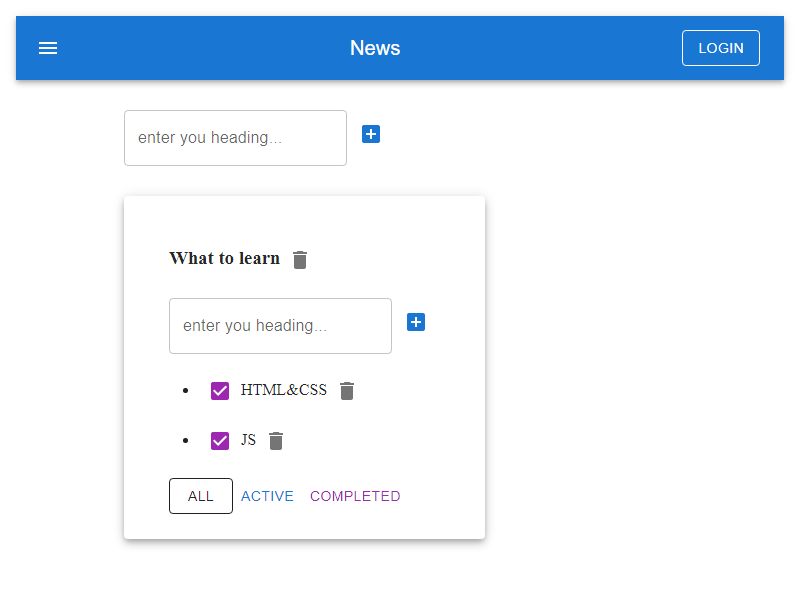 News
LOGIN
enter you heading...
What to learn
enter you heading...
HTML&CSS
JS
ALL ACTIVE COMPLETED